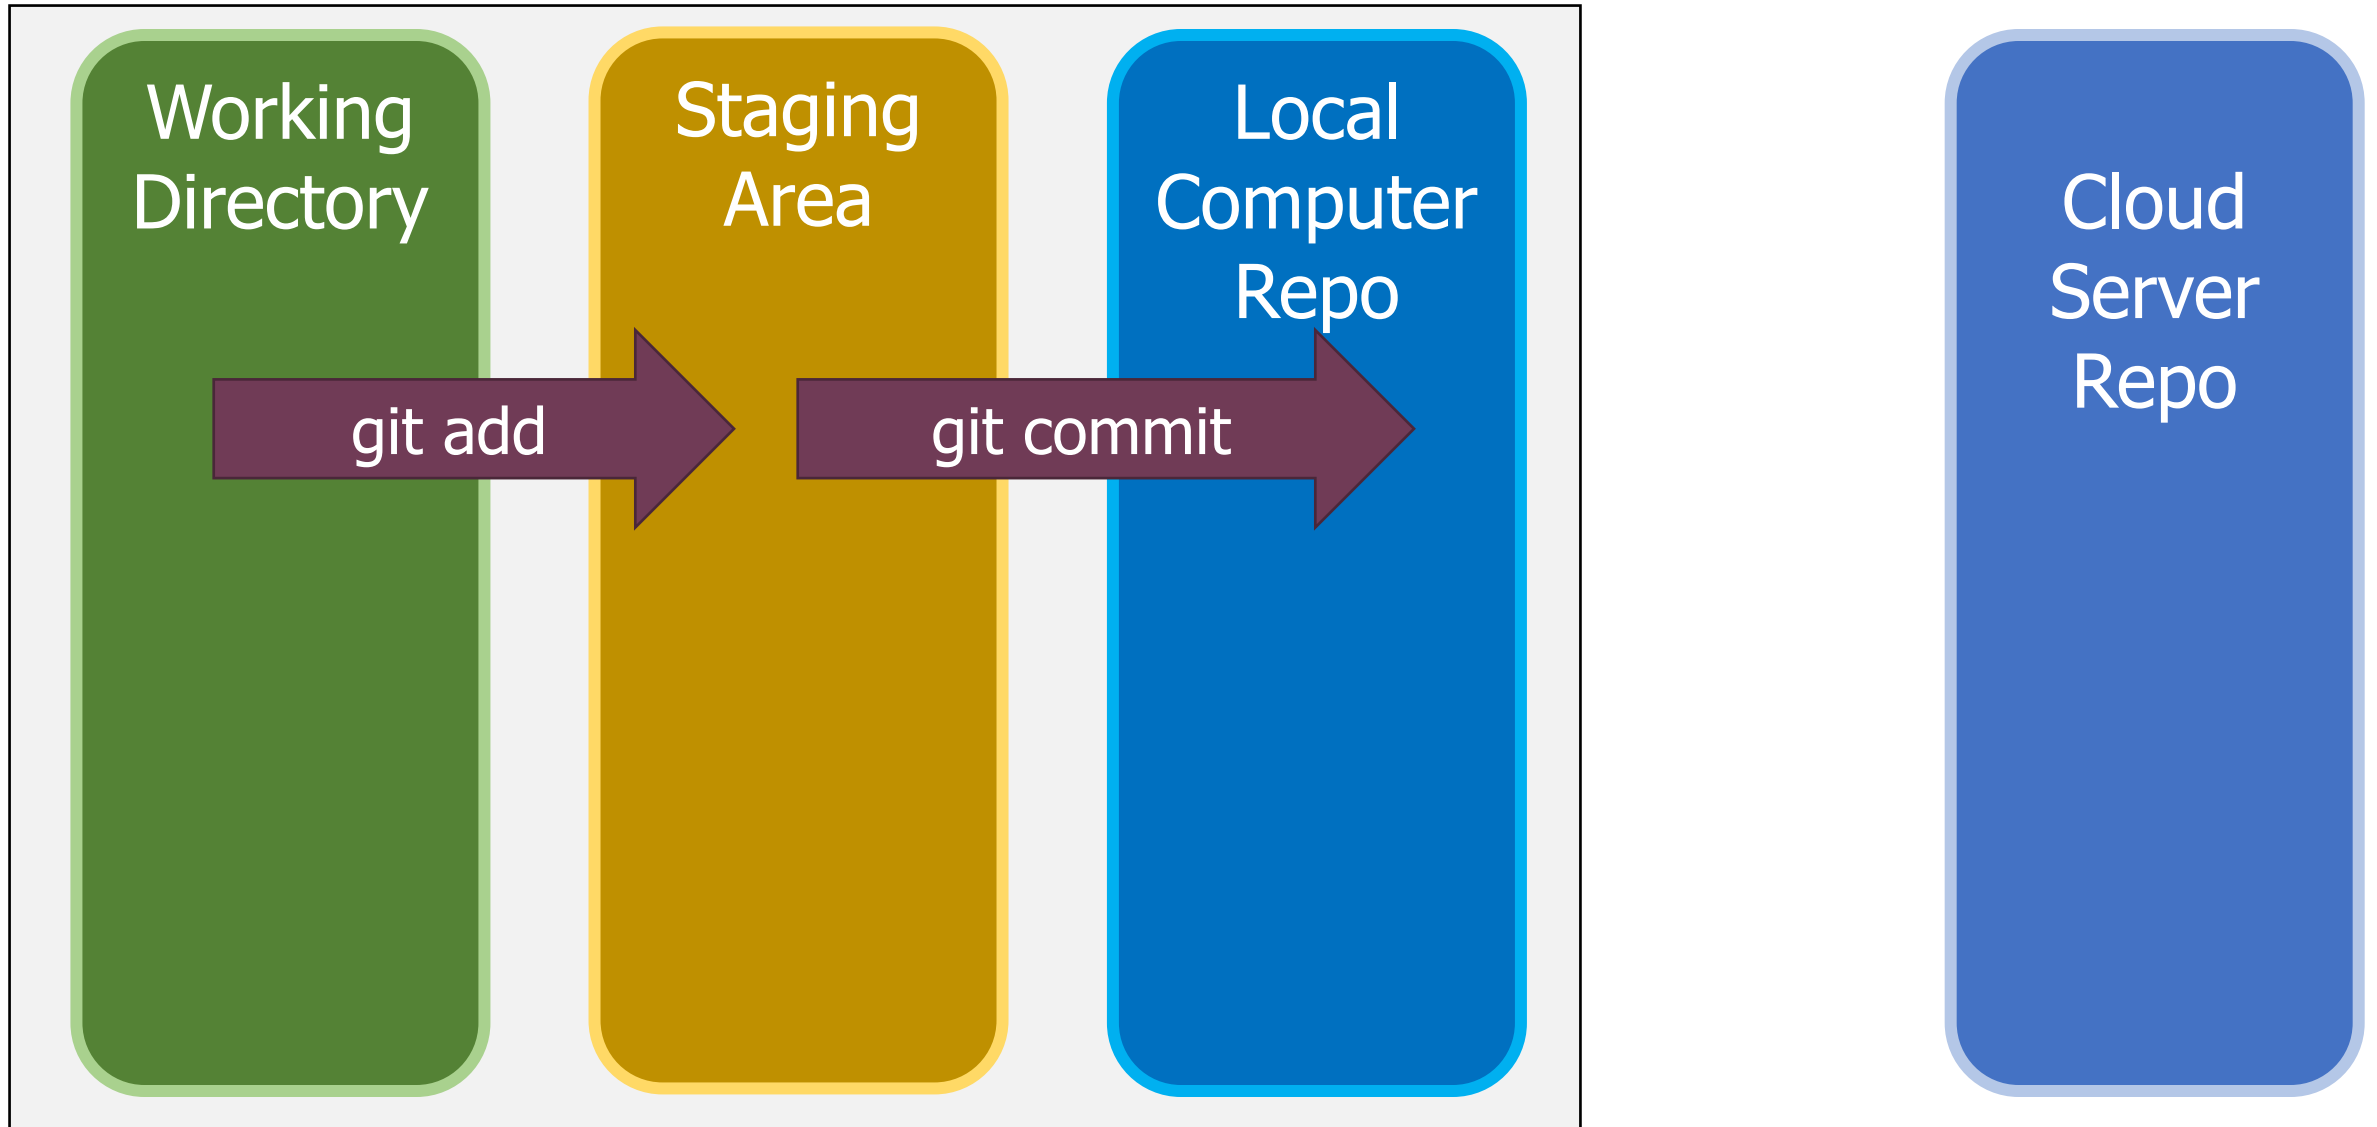 Working
Directory
Staging
Area
Local
Computer
Repo
Cloud
Server
Repo
git add
git commit